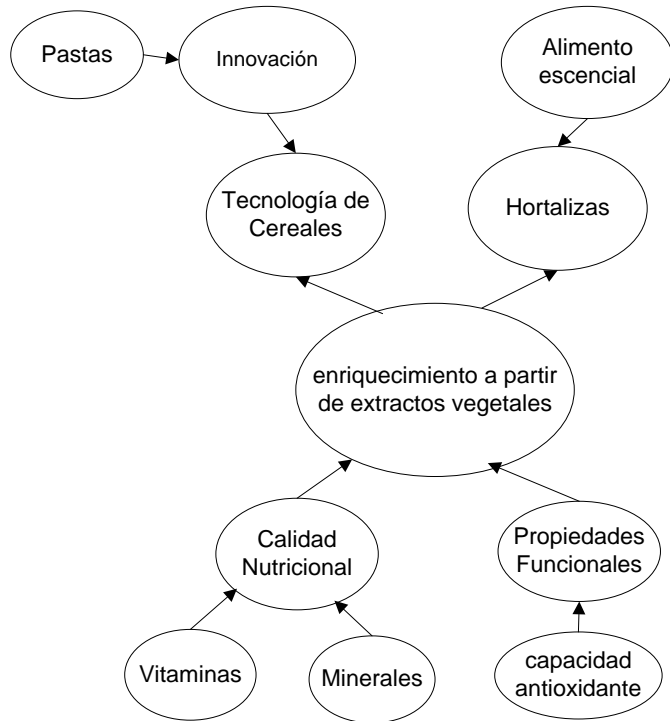 Pastas
Innovación
Alimento
escencial
Tecnología de
Cereales
Hortalizas
enriquecimiento a partir
de extractos vegetales
Calidad
Nutricional
Propiedades
Funcionales
Vitaminas
Minerales
capacidad
antioxidante